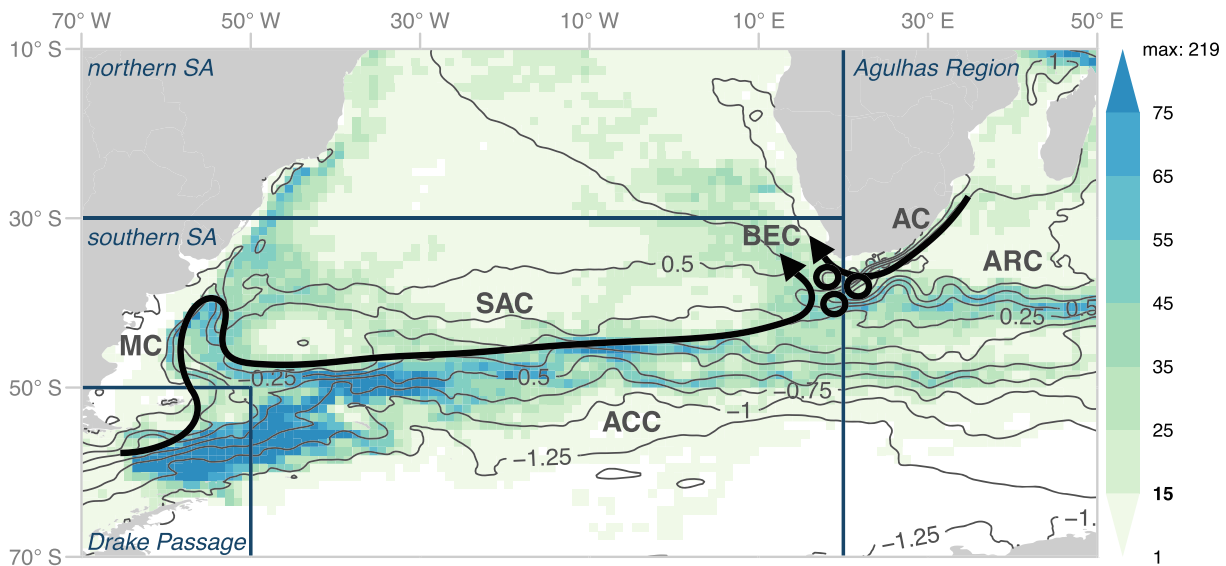 70° W 50° W 30° W 10° W 10° E 30° E 50° E
10° S
30° S
50° S
70° S
northern SA
Agulhas Region
1
southern SA
AC
BEC
ARC
0.5
SAC
0.5
0.25
MC
−0.25
−0.5
−0.75
−1
ACC
−1.25
−1.
−1.25
Drake Passage
max: 219
75
65
55
45
35
25
15
1